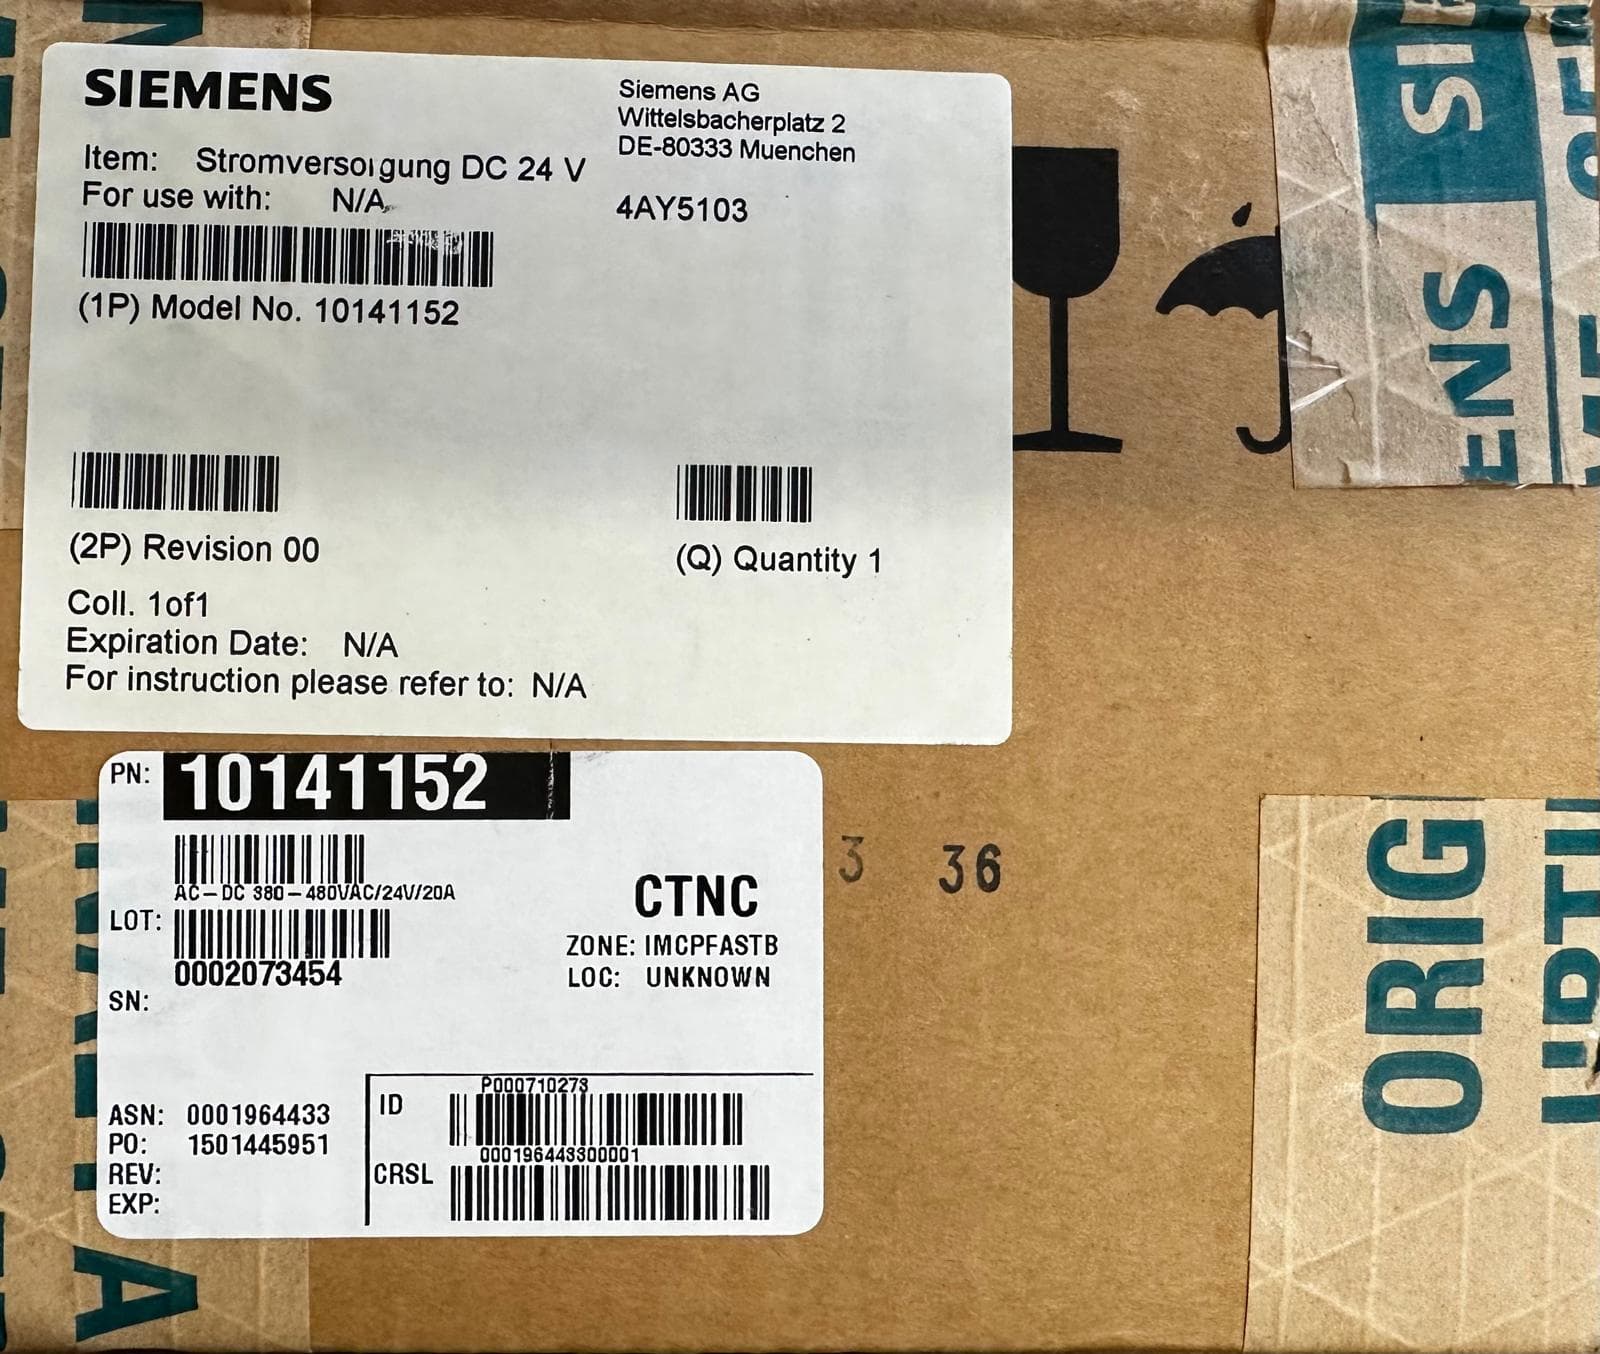 SIEMENS
Siemens AG
Wittelsbacherplatz 2
DE-80333 Muenchen
4AY5103
Item: Stromversorgung DC 24 V
For use with: N/A
(1P) Model No. 10141152
(2P) Revision 00
(Q) Quantity 1
Coll. 1of1
Expiration Date: N/A
For instruction please refer to: N/A
PN: 10141152
AC-DC 380-480VAC/24V/20A
LOT:
0002073454
SN:
CTNC
ZONE: IMCPFASTB
LOC: UNKNOWN
ASN: 0001964433
PO: 1501445951
REV:
EXP:
P000710273
ID
000196443300001
CRSL
3 36
ENS
ORIG